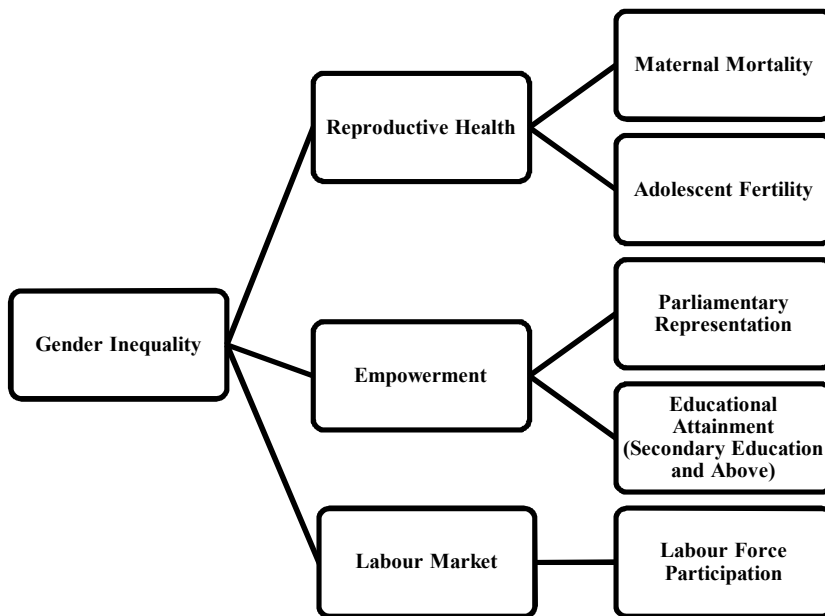 Gender Inequality
Reproductive Health
Maternal Mortality
Adolescent Fertility
Empowerment
Parliamentary
Representation
Educational
Attainment
(Secondary Education
and Above)
Labour Market
Labour Force
Participation